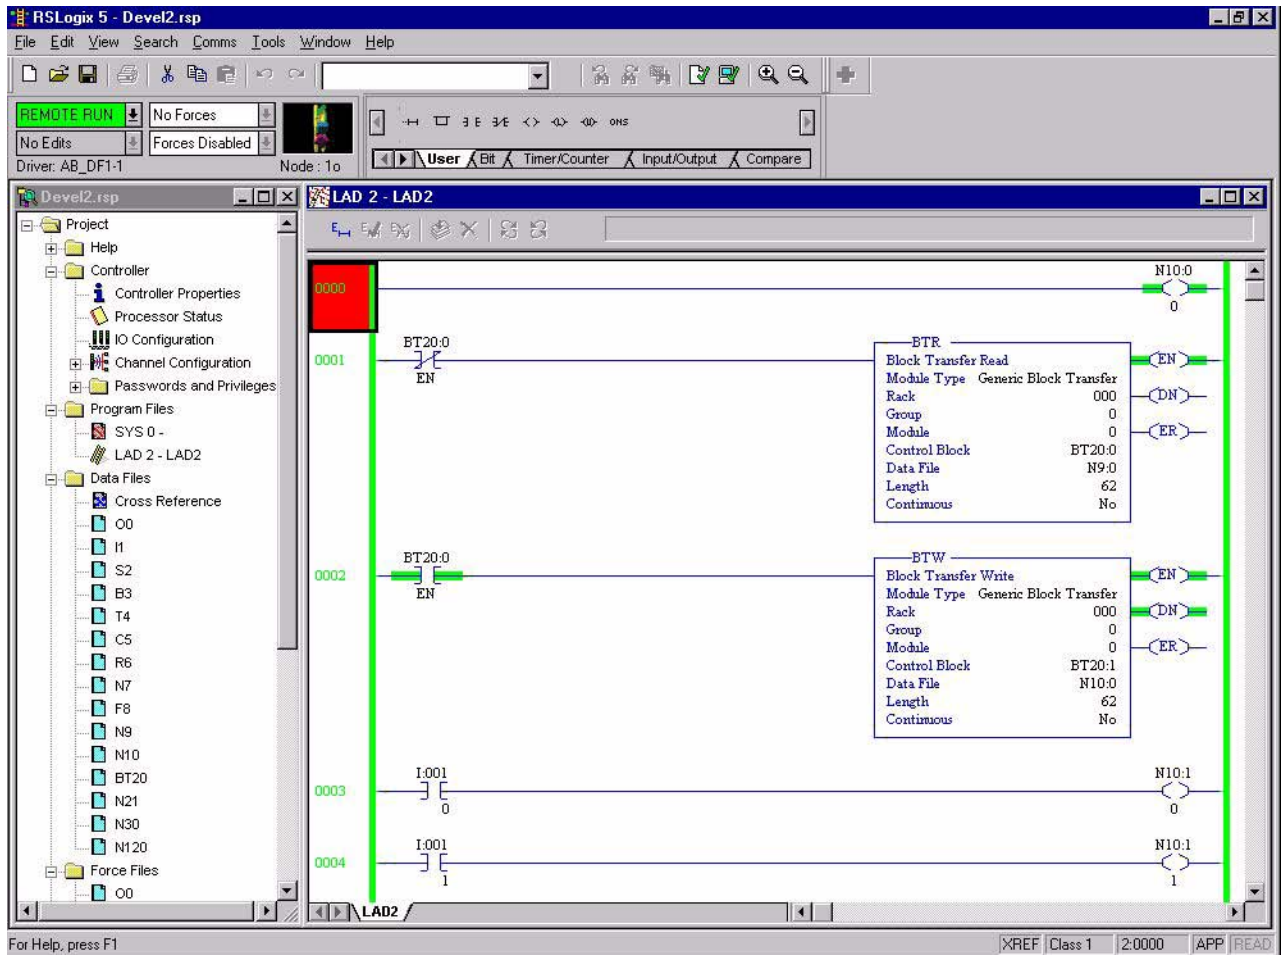 RSLogix 5 - Devel2.rsp
File Edit View Search Comms Tools Window Help
REMOTE RUN No Forces
No Edits Forces Disabled
Driver: AB_DF1-1 Node : 1o
ONS
User Bit Timer/Counter Input/Output Compare
Devel2.rsp
Project
Help
Controller
Controller Properties
Processor Status
IO Configuration
Channel Configuration
Passwords and Privileges
Program Files
SYS 0 -
LAD 2 - LAD2
Data Files
Cross Reference
O0
I1
S2
B3
T4
C5
R6
N7
F8
N9
N10
BT20
N21
N30
N120
Force Files
O0
LAD 2 - LAD2
0000
N10:0
0
0001
BT20:0
EN
BTR
Block Transfer Read
Module Type Generic Block Transfer
Rack 000
Group 0
Module 0
Control Block BT20:0
Data File N9:0
Length 62
Continuous No
EN
DN
ER
0002
BT20:0
EN
BTW
Block Transfer Write
Module Type Generic Block Transfer
Rack 000
Group 0
Module 0
Control Block BT20:1
Data File N10:0
Length 62
Continuous No
EN
DN
ER
0003
I:001
0
N10:1
0
0004
I:001
1
N10:1
1
LAD2
For Help, press F1
XREF Class 1 2:0000 APP READ